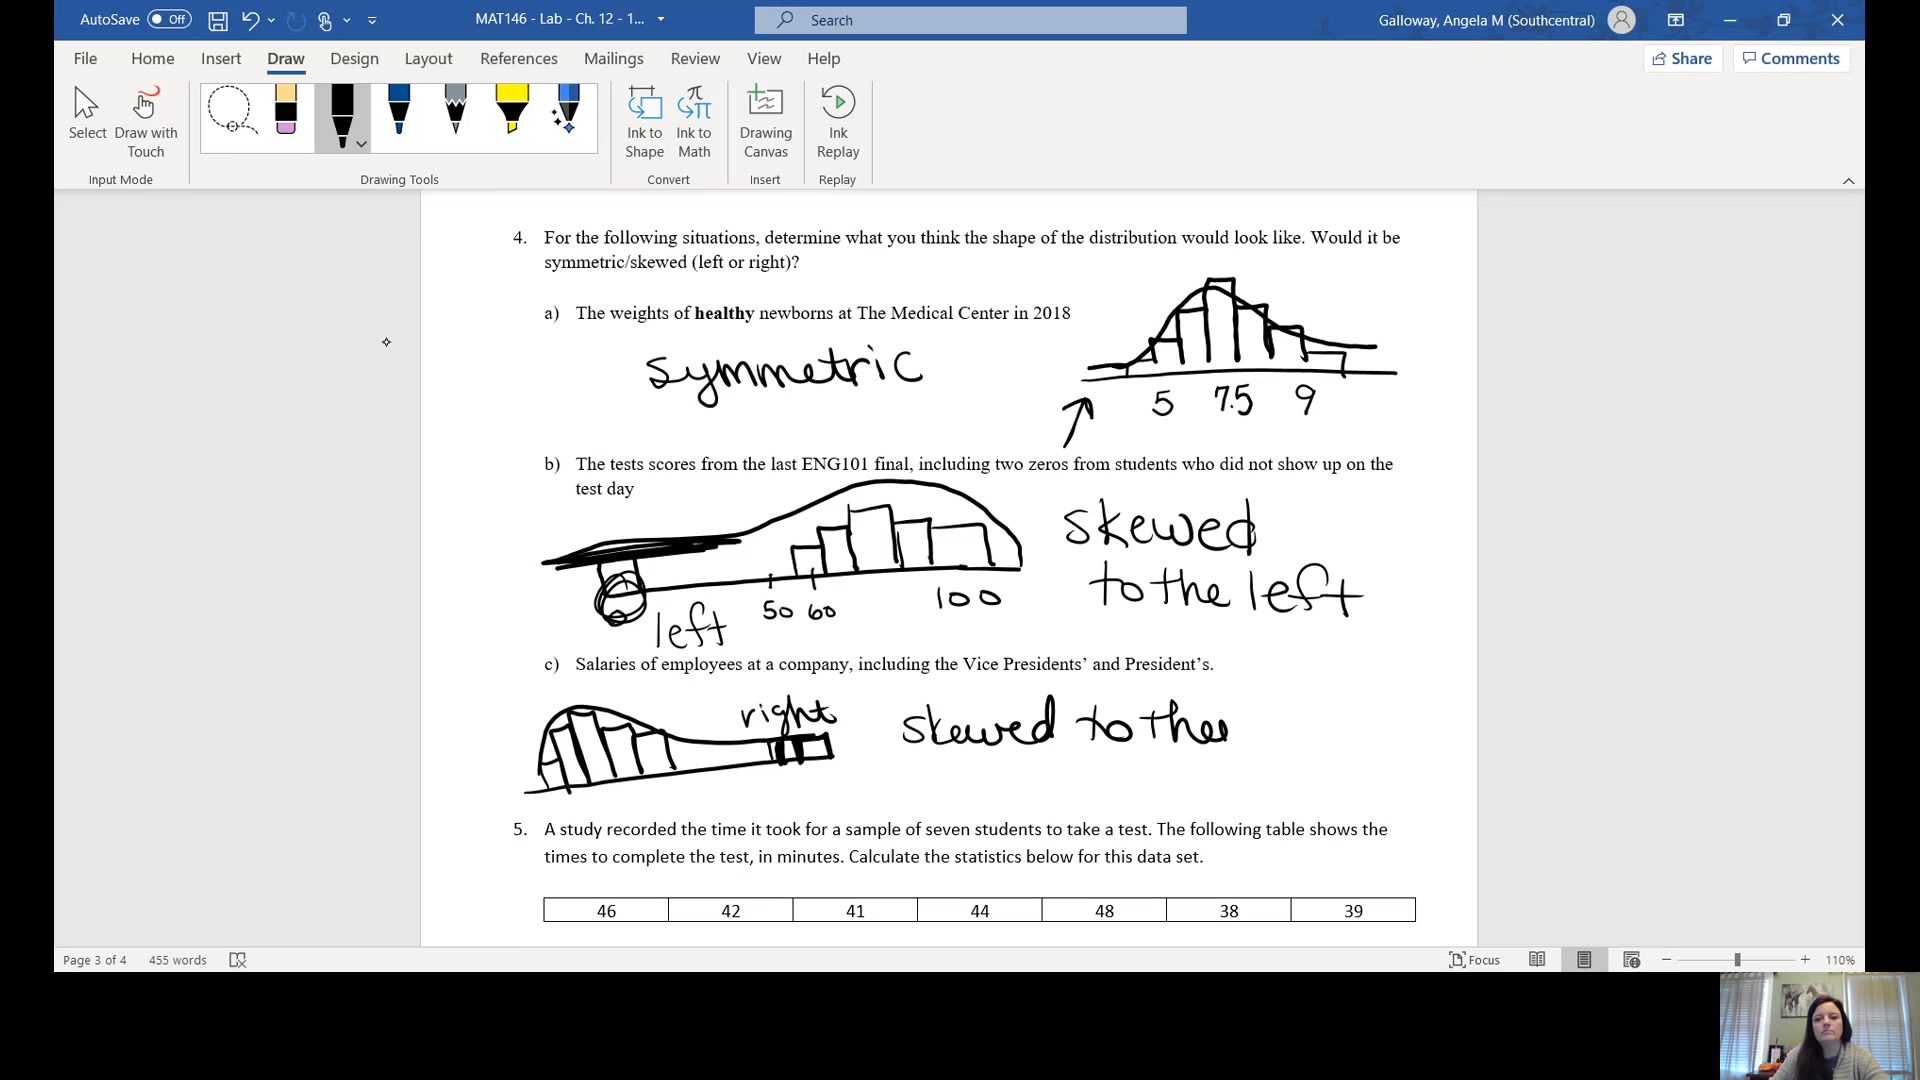 AutoSave Off MAT146 - Lab - Ch. 12 - 1... Search Galloway, Angela M (Southcentral)
File Home Insert Draw Design Layout References Mailings Review View Help Share Comments
Select Draw with Touch Ink to Shape Ink to Math Drawing Canvas Ink Replay
Input Mode Drawing Tools Convert Insert Replay
4. For the following situations, determine what you think the shape of the distribution would look like. Would it be
symmetric/skewed (left or right)?
a) The weights of healthy newborns at The Medical Center in 2018
symmetric
5 7.5 9
b) The tests scores from the last ENG101 final, including two zeros from students who did not show up on the
test day
skewed
to the left
50 60 100
left
c) Salaries of employees at a company, including the Vice Presidents’ and President’s.
right
skewed to the
5. A study recorded the time it took for a sample of seven students to take a test. The following table shows the
times to complete the test, in minutes. Calculate the statistics below for this data set.
46 42 41 44 48 38 39
Page 3 of 4 455 words Focus 110%